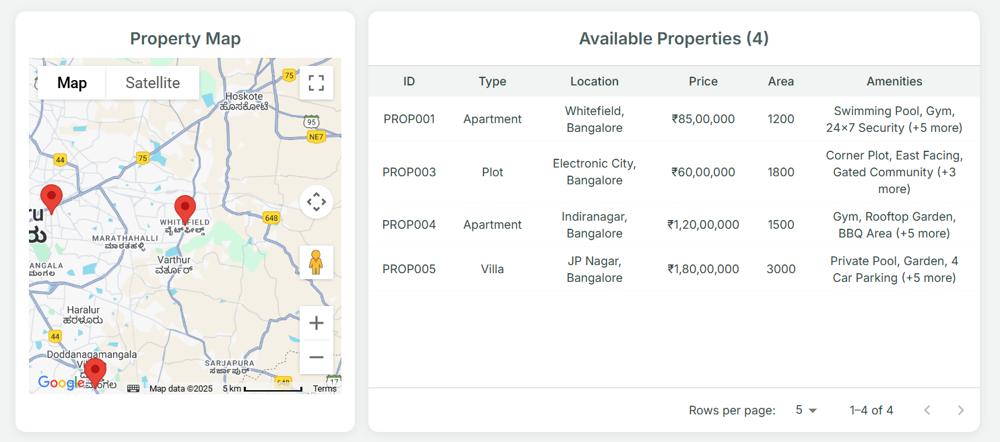 Property Map
Map
Satellite
75
Hoskote
ಹೊಸಕೋಟೆ
95
NE7
44
75
ru
ರು
WHITEFIELD
ವೈಟ್‌ಫೀಲ್ಡ್
648
MARATHAHALLI
ಮಾರತಹಳ್ಳಿ
Varthur
ವರ್ತೂರ್
ANGALA
ಮಂಗಲ
Haralur
ಹರಳೂರು
44
Doddanagamangala
SARJAPURA
ಸರ್ಜಾಪುರ್
648
17
Google
Map data ©2025
5 km
Terms
Available Properties (4)
ID Type Location Price Area Amenities
PROP001 Apartment Whitefield, Bangalore ₹85,00,000 1200 Swimming Pool, Gym, 24×7 Security (+5 more)
PROP003 Plot Electronic City, Bangalore ₹60,00,000 1800 Corner Plot, East Facing, Gated Community (+3 more)
PROP004 Apartment Indiranagar, Bangalore ₹1,20,00,000 1500 Gym, Rooftop Garden, BBQ Area (+5 more)
PROP005 Villa JP Nagar, Bangalore ₹1,80,00,000 3000 Private Pool, Garden, 4 Car Parking (+5 more)
Rows per page: 5 1–4 of 4